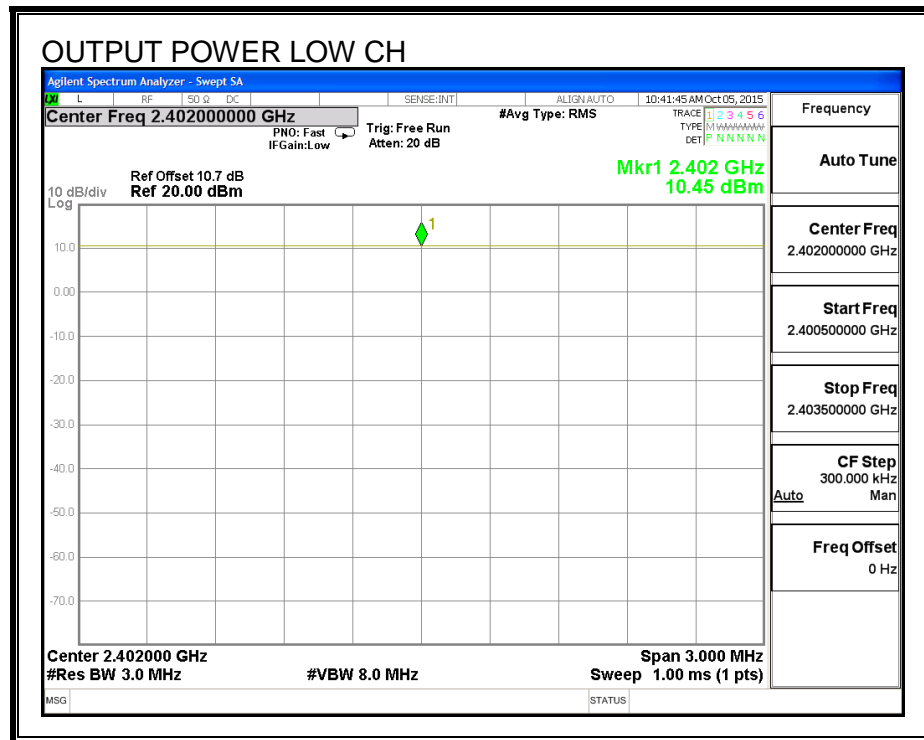 OUTPUT POWER LOW CH
Agilent Spectrum Analyzer - Swept SA
LXI L RF 50 Ω DC SENSE:INT ALIGN AUTO 10:41:45 AM Oct 05, 2015
Center Freq 2.402000000 GHz
#Avg Type: RMS
TRACE 1 2 3 4 5 6
PNO: Fast
Trig: Free Run
TYPE M W W W W W
IFGain:Low
Atten: 20 dB
DET P N N N N N
Mkr1 2.402 GHz
10.45 dBm
Ref Offset 10.7 dB
10 dB/div Ref 20.00 dBm
Log
1
10.0
0.00
-10.0
-20.0
-30.0
-40.0
-50.0
-60.0
-70.0
Center 2.402000 GHz
Span 3.000 MHz
#Res BW 3.0 MHz
#VBW 8.0 MHz
Sweep 1.00 ms (1 pts)
MSG
STATUS
Frequency
Auto Tune
Center Freq
2.402000000 GHz
Start Freq
2.400500000 GHz
Stop Freq
2.403500000 GHz
CF Step
300.000 kHz
Auto Man
Freq Offset
0 Hz